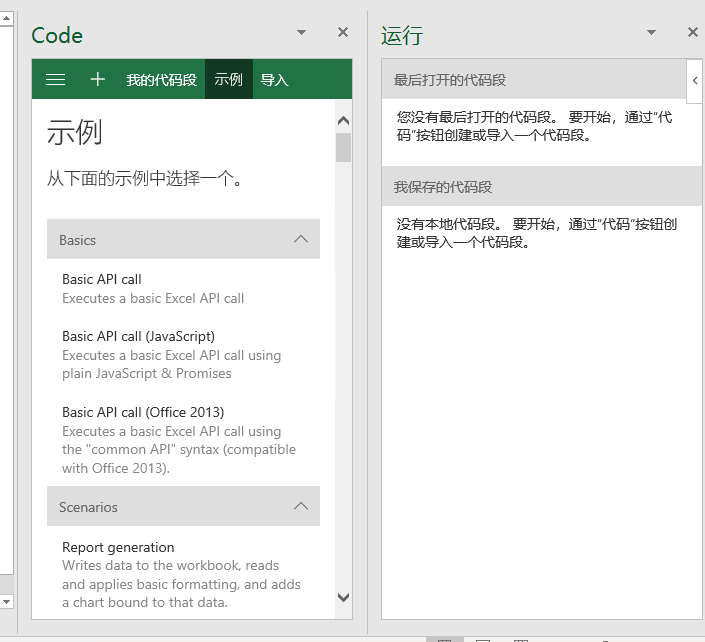 Code
我的代码段
示例
导入
示例
从下面的示例中选择一个。
Basics
Basic API call
Executes a basic Excel API call
Basic API call (JavaScript)
Executes a basic Excel API call using
plain JavaScript & Promises
Basic API call (Office 2013)
Executes a basic Excel API call using
the "common API" syntax (compatible
with Office 2013).
Scenarios
Report generation
Writes data to the workbook, reads
and applies basic formatting, and adds
a chart bound to that data.
运行
最后打开的代码段
您没有最后打开的代码段。 要开始，通过“代
码”按钮创建或导入一个代码段。
我保存的代码段
没有本地代码段。 要开始，通过“代码”按钮创
建或导入一个代码段。